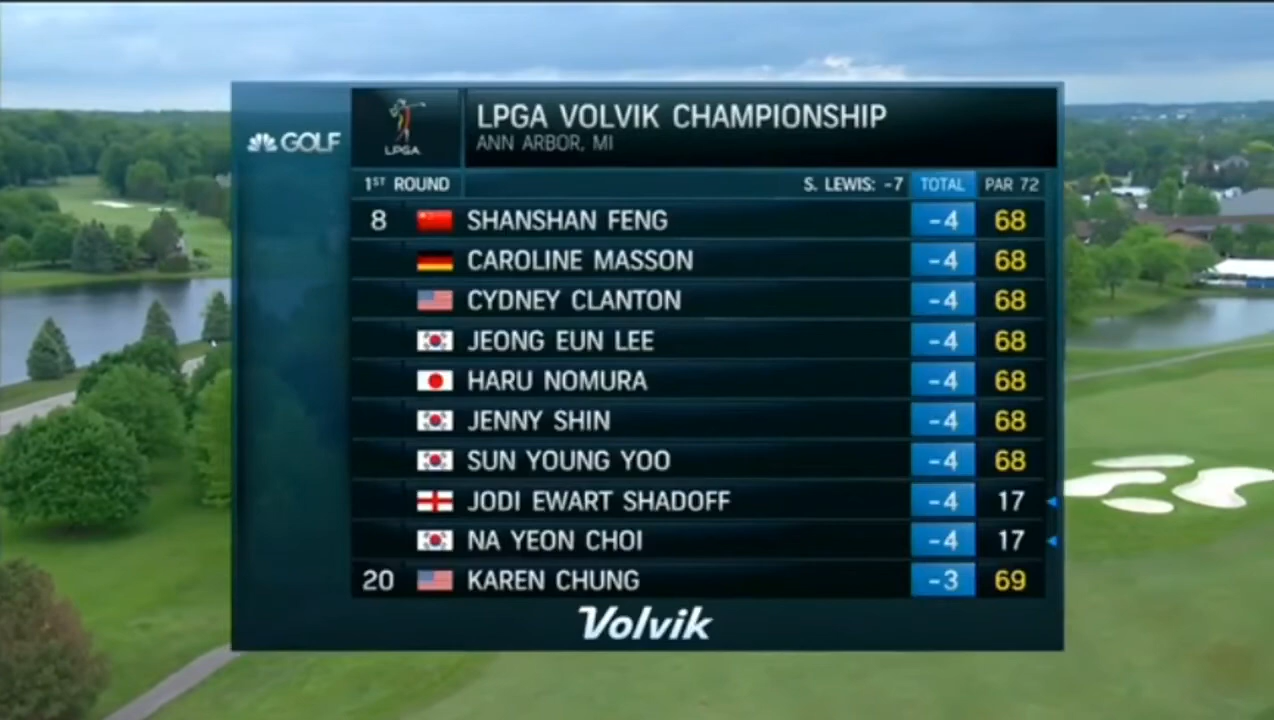 GOLF
LPGA
LPGA VOLVIK CHAMPIONSHIP
ANN ARBOR, MI
1ST ROUND S. LEWIS: -7 TOTAL PAR 72
8 SHANSHAN FENG -4 68
CAROLINE MASSON -4 68
CYDNEY CLANTON -4 68
JEONG EUN LEE -4 68
HARU NOMURA -4 68
JENNY SHIN -4 68
SUN YOUNG YOO -4 68
JODI EWART SHADOFF -4 17
NA YEON CHOI -4 17
20 KAREN CHUNG -3 69
Volvik